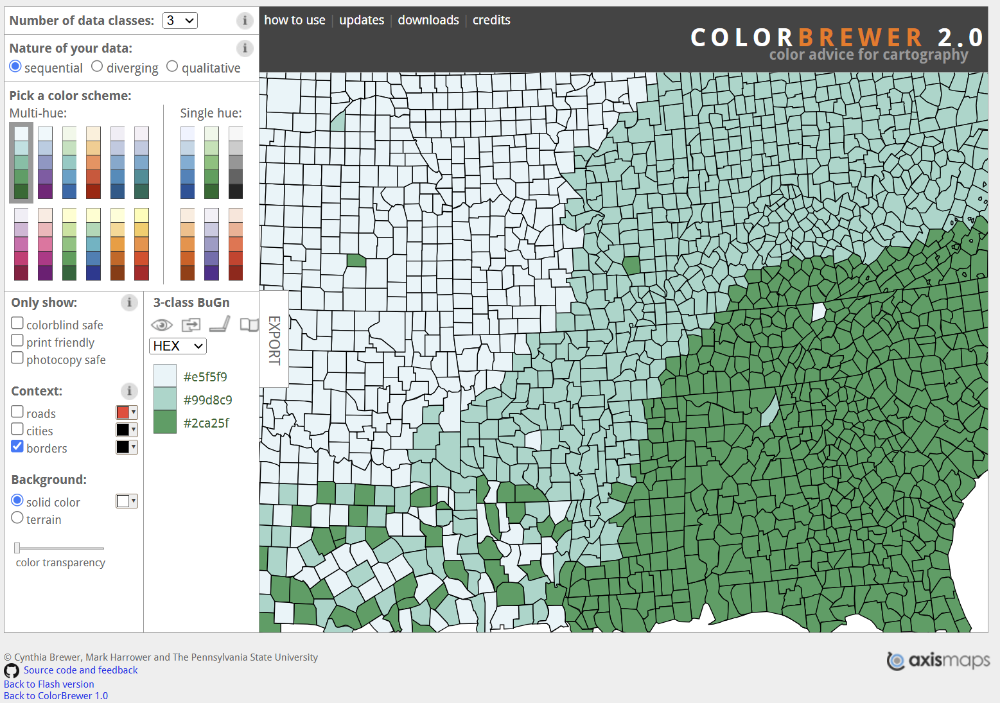 Number of data classes: 3 i
how to use | updates | downloads | credits
COLORBREWER 2.0
color advice for cartography
Nature of your data: i
sequential diverging qualitative
Pick a color scheme:
Multi-hue: Single hue:
Only show: i
colorblind safe
print friendly
photocopy safe
Context: i
roads
cities
borders
Background:
solid color
terrain
color transparency
3-class BuGn
HEX
#e5f5f9
#99d8c9
#2ca25f
EXPORT
© Cynthia Brewer, Mark Harrower and The Pennsylvania State University
Source code and feedback
Back to Flash version
Back to ColorBrewer 1.0
axismaps